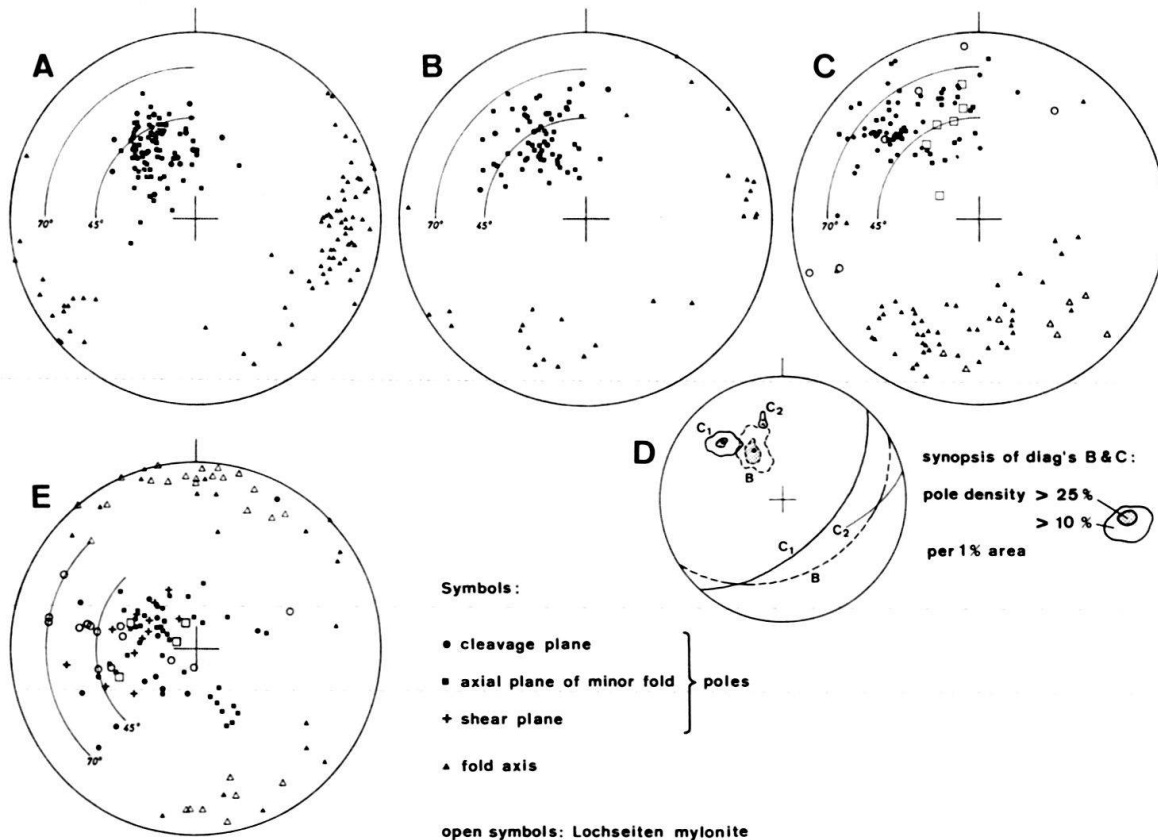 A
70°
45°
B
70°
45°
C
70°
45°
D
C₁
C₂
B
C₁
C₂
B
synopsis of diag's B & C:
pole density > 25%
> 10%
per 1% area
E
45°
70°
Symbols:
● cleavage plane
■ axial plane of minor fold
+ shear plane
poles
▲ fold axis
open symbols: Lochseiten mylonite